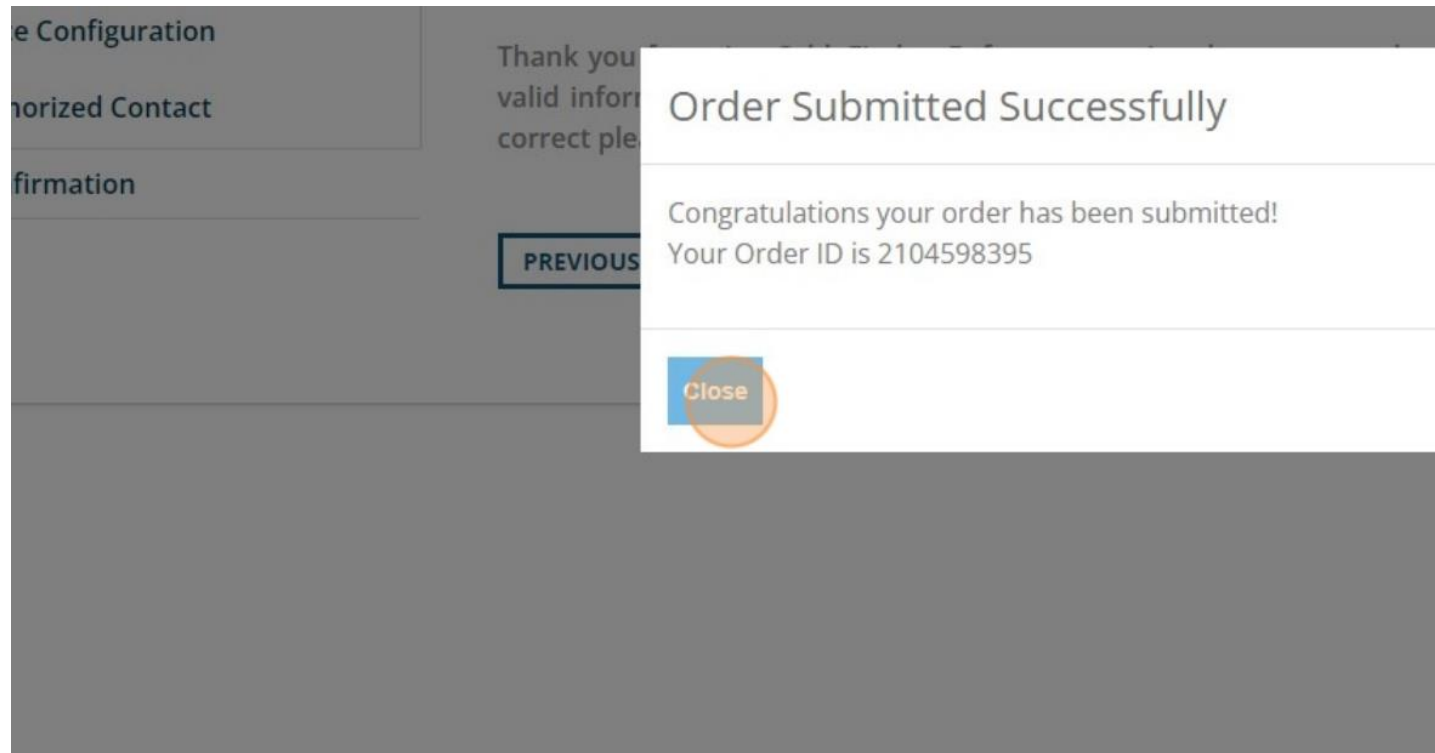 e Configuration
horized Contact
firmation
Thank you
valid inform
correct ple
PREVIOUS
Order Submitted Successfully
Congratulations your order has been submitted!
Your Order ID is 2104598395
Close